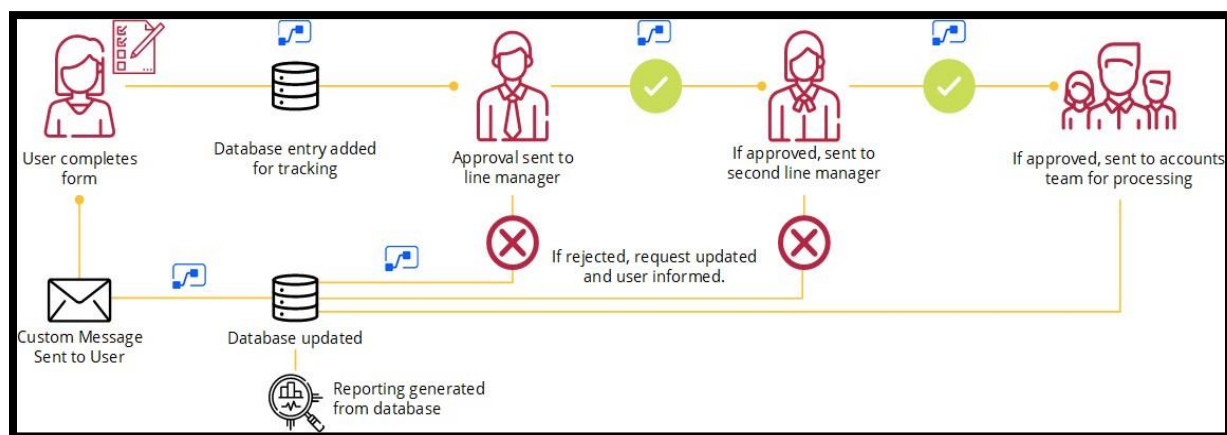 User completes
form
Database entry added
for tracking
Approval sent to
line manager
If approved, sent to
second line manager
If approved, sent to accounts
team for processing
If rejected, request updated
and user informed.
Custom Message
Sent to User
Database updated
Reporting generated
from database